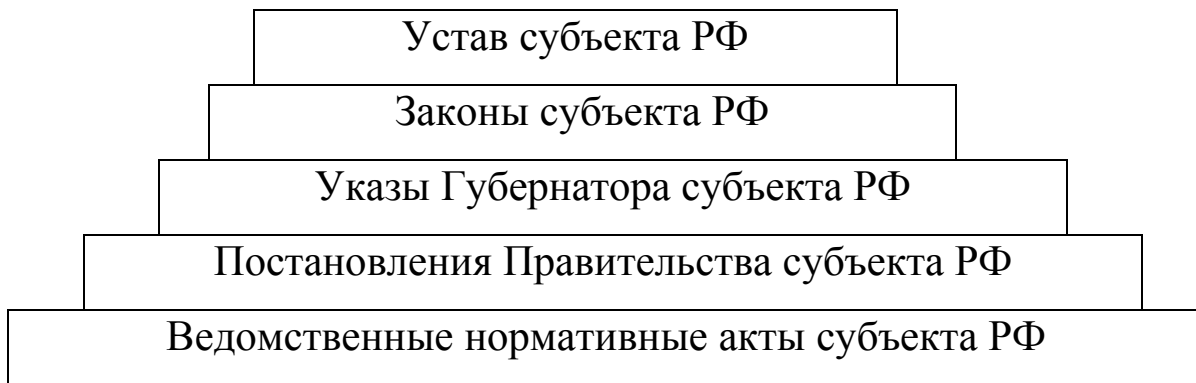 Устав субъекта РФ
Законы субъекта РФ
Указы Губернатора субъекта РФ
Постановления Правительства субъекта РФ
Ведомственные нормативные акты субъекта РФ